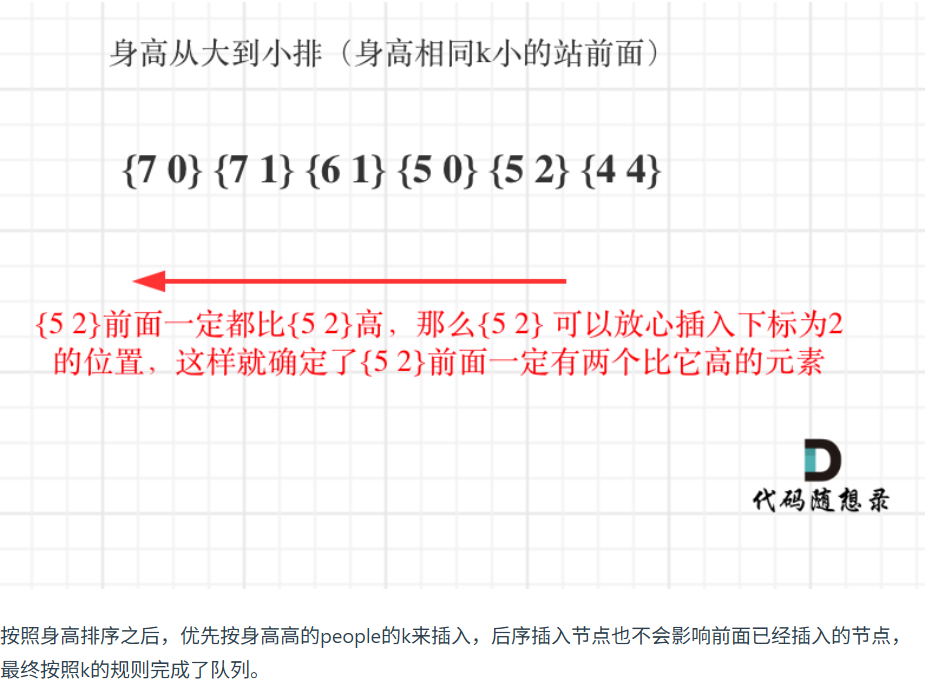 身高从大到小排（身高相同k小的站前面）
{7 0} {7 1} {6 1} {5 0} {5 2} {4 4}
{5 2}前面一定都比{5 2}高，那么{5 2} 可以放心插入下标为2
的位置，这样就确定了{5 2}前面一定有两个比它高的元素
代码随想录
按照身高排序之后，优先按身高高的people的k来插入，后序插入节点也不会影响前面已经插入的节点，
最终按照k的规则完成了队列。